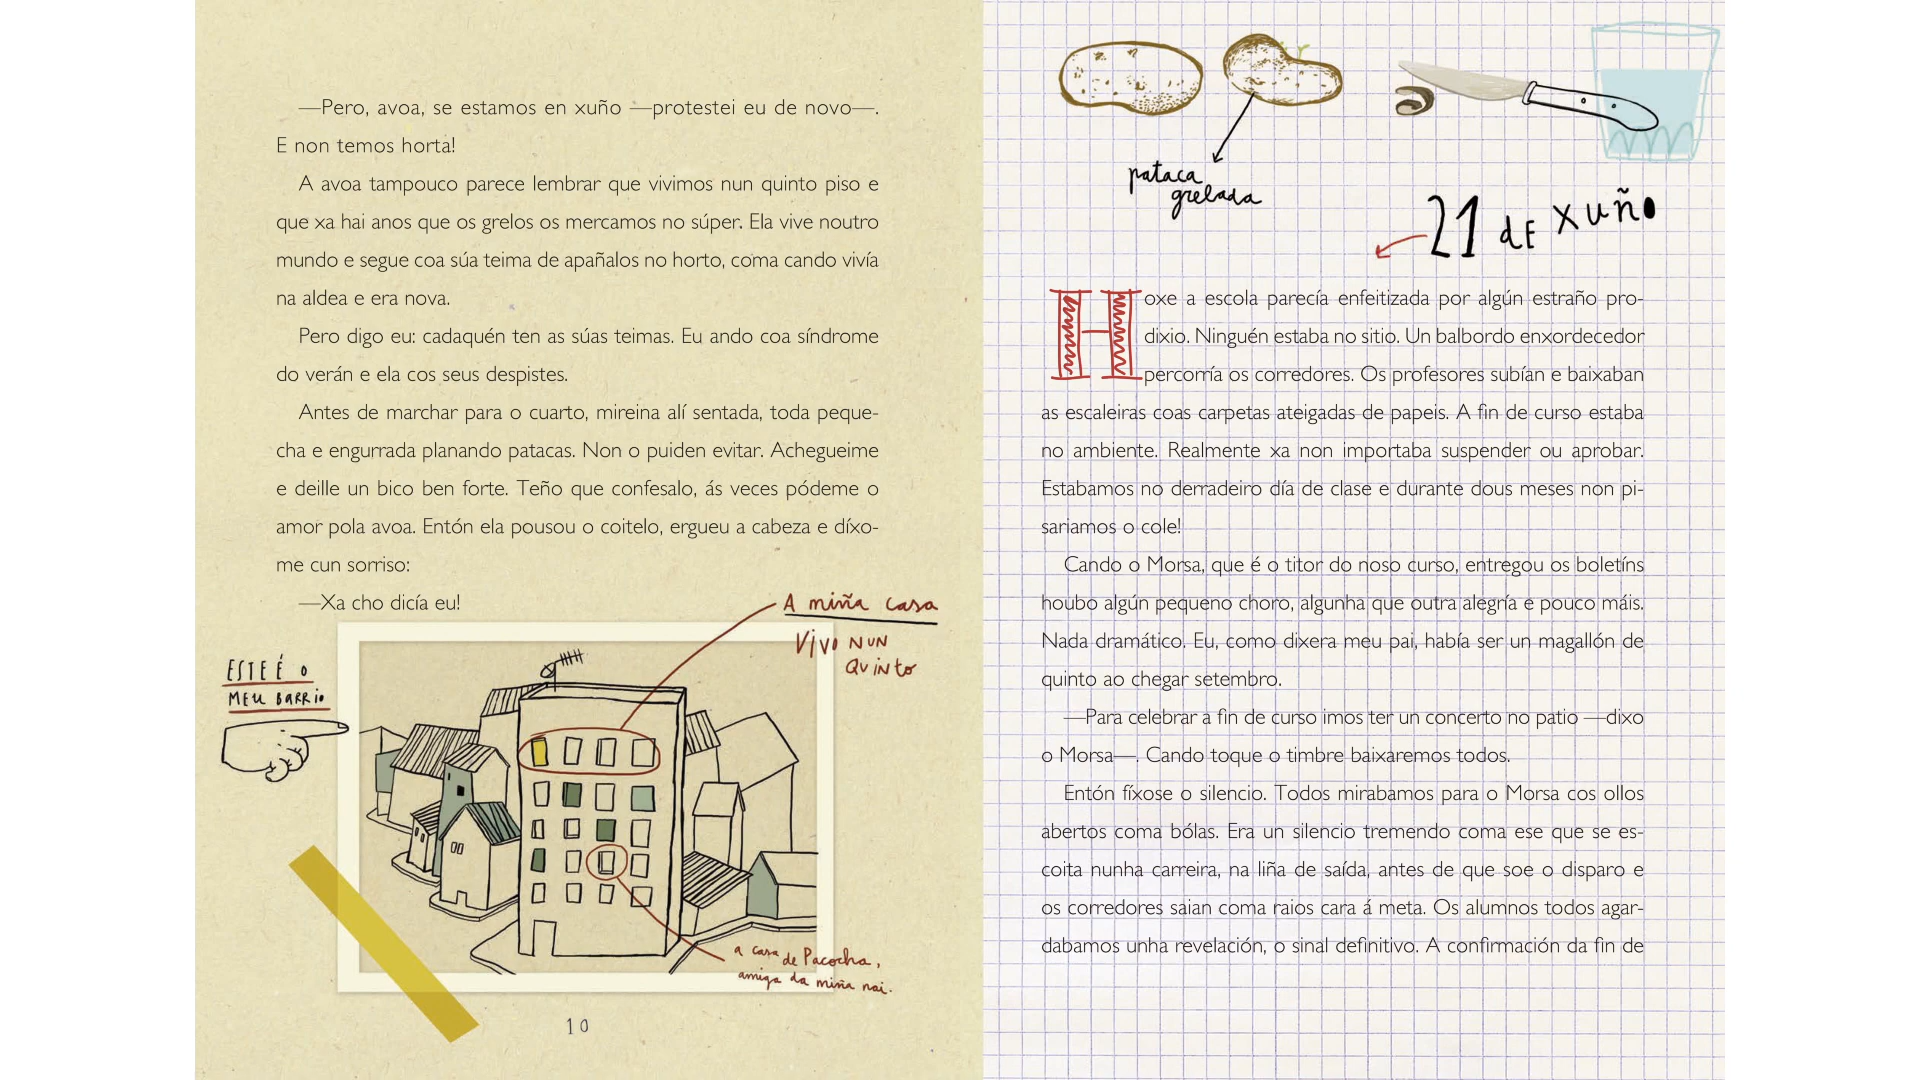 —Pero, avoa, se estamos en xuño —protestei eu de novo—.
E non temos horta!
A avoa tampouco parece lembrar que vivimos nun quinto piso e
que xa hai anos que os grelos os mercamos no súper. Ela vive noutro
mundo e segue coa súa teima de apañalos no horto, coma cando vivía
na aldea e era nova.
Pero digo eu: cadaquén ten as súas teimas. Eu ando coa síndrome
do verán e ela cos seus despistes.
Antes de marchar para o cuarto, mireina alí sentada, toda peque-
cha e engurrada planando patacas. Non o puiden evitar. Achegueime
e deille un bico ben forte. Teño que confesalo, ás veces pódeme o
amor pola avoa. Entón ela pousou o coitelo, ergueu a cabeza e díxo-
me cun sorriso:
—Xa cho dicía eu!
A miña casa
Vivo nun
quinto
ESTE É O
MEU BARRIO
a casa
de Pacocha,
amiga da miña nai.
10
pataca
grelada
21 de xuño
Hoxe a escola parecía enfeitizada por algún estraño pro-
dixio. Ninguén estaba no sitio. Un balbordo enxordecedor
percorría os corredores. Os profesores subían e baixaban
as escaleiras coas carpetas ateigadas de papeis. A fin de curso estaba
no ambiente. Realmente xa non importaba suspender ou aprobar.
Estabamos no derradeiro día de clase e durante dous meses non pi-
sariamos o cole!
Cando o Morsa, que é o titor do noso curso, entregou os boletíns
houbo algún pequeno choro, algunha que outra alegría e pouco máis.
Nada dramático. Eu, como dixera meu pai, había ser un magallón de
quinto ao chegar setembro.
—Para celebrar a fin de curso imos ter un concerto no patio —dixo
o Morsa—. Cando toque o timbre baixaremos todos.
Entón fíxose o silencio. Todos mirabamos para o Morsa cos ollos
abertos coma bólas. Era un silencio tremendo coma ese que se es-
coita nunha carreira, na liña de saída, antes de que soe o disparo e
os corredores saian coma raios cara á meta. Os alumnos todos agar-
dabamos unha revelación, o sinal definitivo. A confirmación da fin de